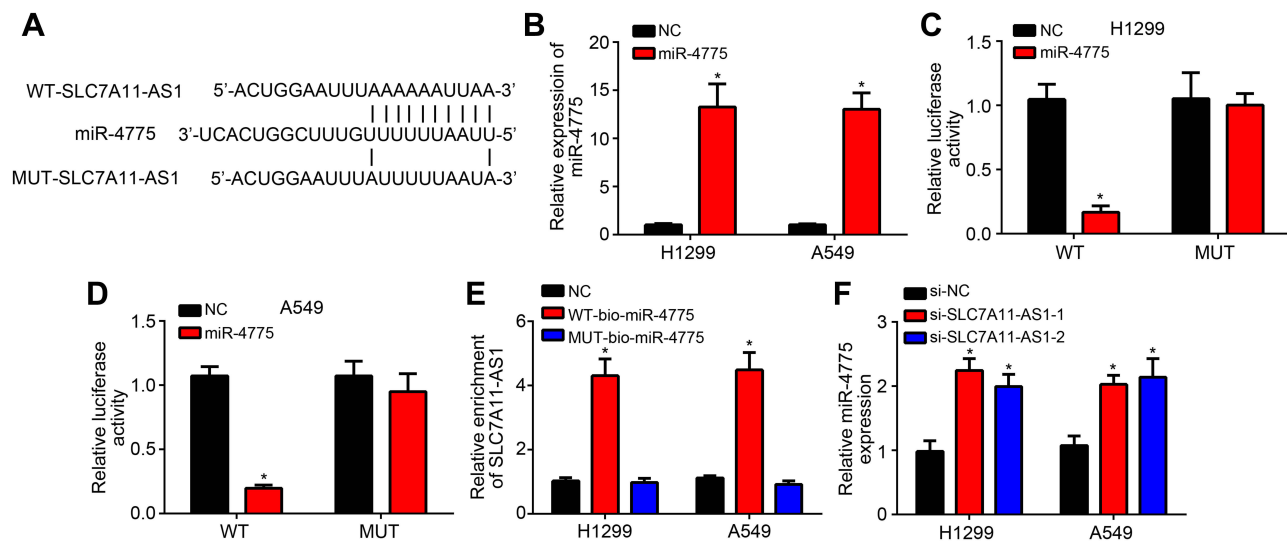 A
WT-SLC7A11-AS1 5’-ACUGGAAUUUAAAAAAUUAA-3’
miR-4775 3’-UCACUGGCUUUGUUUUUUAAUU-5’
MUT-SLC7A11-AS1 5’-ACUGGAAUUUAUUUUUAAUA-3’
B
NC
miR-4775
Relative expressioin of
miR-4775
20
15
10
5
0
*
*
H1299 A549
C
NC
miR-4775
H1299
Relative luciferase
activity
1.5
1.0
0.5
0.0
*
WT MUT
D
NC
miR-4775
A549
Relative luciferase
activity
1.5
1.0
0.5
0.0
*
WT MUT
E
NC
WT-bio-miR-4775
MUT-bio-miR-4775
Relative enrichment
of SLC7A11-AS1
6
4
2
0
*
*
H1299 A549
F
si-NC
si-SLC7A11-AS1-1
si-SLC7A11-AS1-2
Relative miR-4775
expression
3
2
1
0
*
*
*
*
H1299 A549